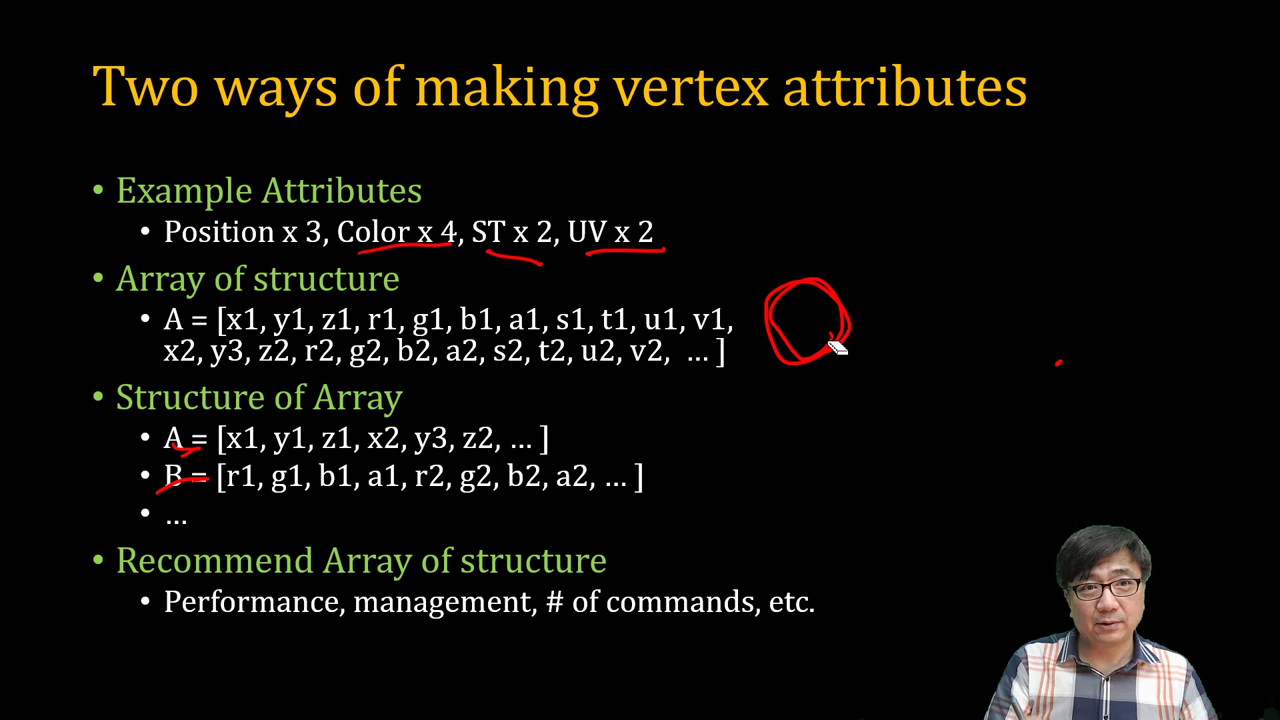 Two ways of making vertex attributes
• Example Attributes
• Position x 3, Color x 4, ST x 2, UV x 2
• Array of structure
• A = [x1, y1, z1, r1, g1, b1, a1, s1, t1, u1, v1,
x2, y3, z2, r2, g2, b2, a2, s2, t2, u2, v2, … ]
• Structure of Array
• A = [x1, y1, z1, x2, y3, z2, … ]
• B = [r1, g1, b1, a1, r2, g2, b2, a2, … ]
• …
• Recommend Array of structure
• Performance, management, # of commands, etc.